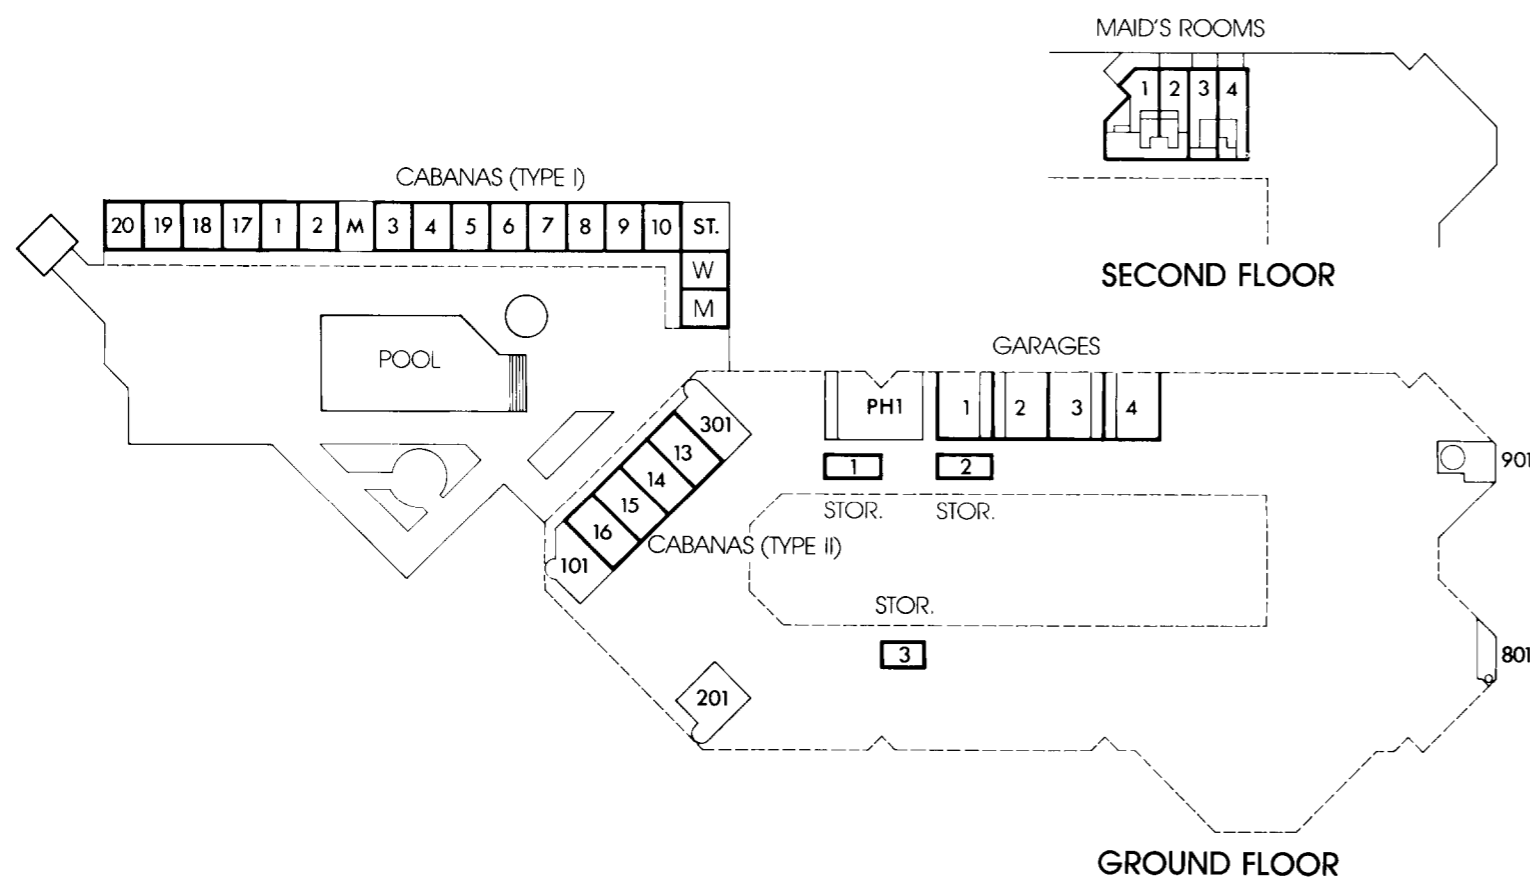 MAID'S ROOMS
1 2 3 4
SECOND FLOOR
CABANAS (TYPE I)
20 19 18 17 1 2 M 3 4 5 6 7 8 9 10 ST.
W
M
POOL
GARAGES
PH1 1 2 3 4
301
13
14
15
16
101
CABANAS (TYPE II)
1 2
STOR. STOR.
901
STOR.
3
801
201
GROUND FLOOR